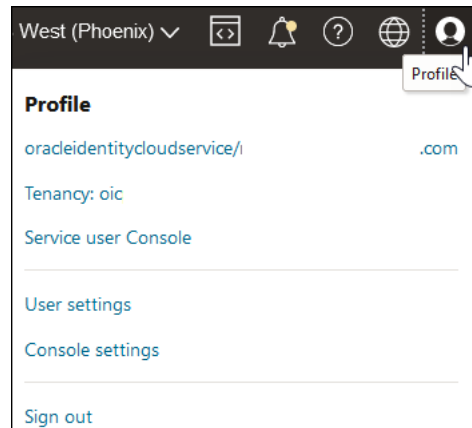 West (Phoenix)
Profile
Profile
oracleidentitycloudservice/ .com
Tenancy: oic
Service user Console
User settings
Console settings
Sign out